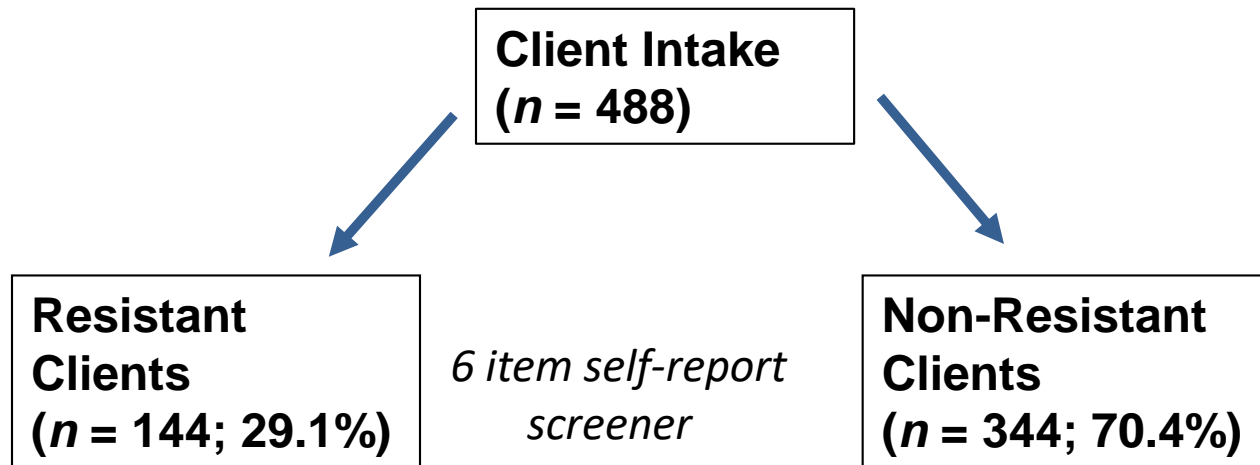 Client Intake
(n = 488)
Resistant
Clients
(n = 144; 29.1%)
6 item self-report
screener
Non-Resistant
Clients
(n = 344; 70.4%)